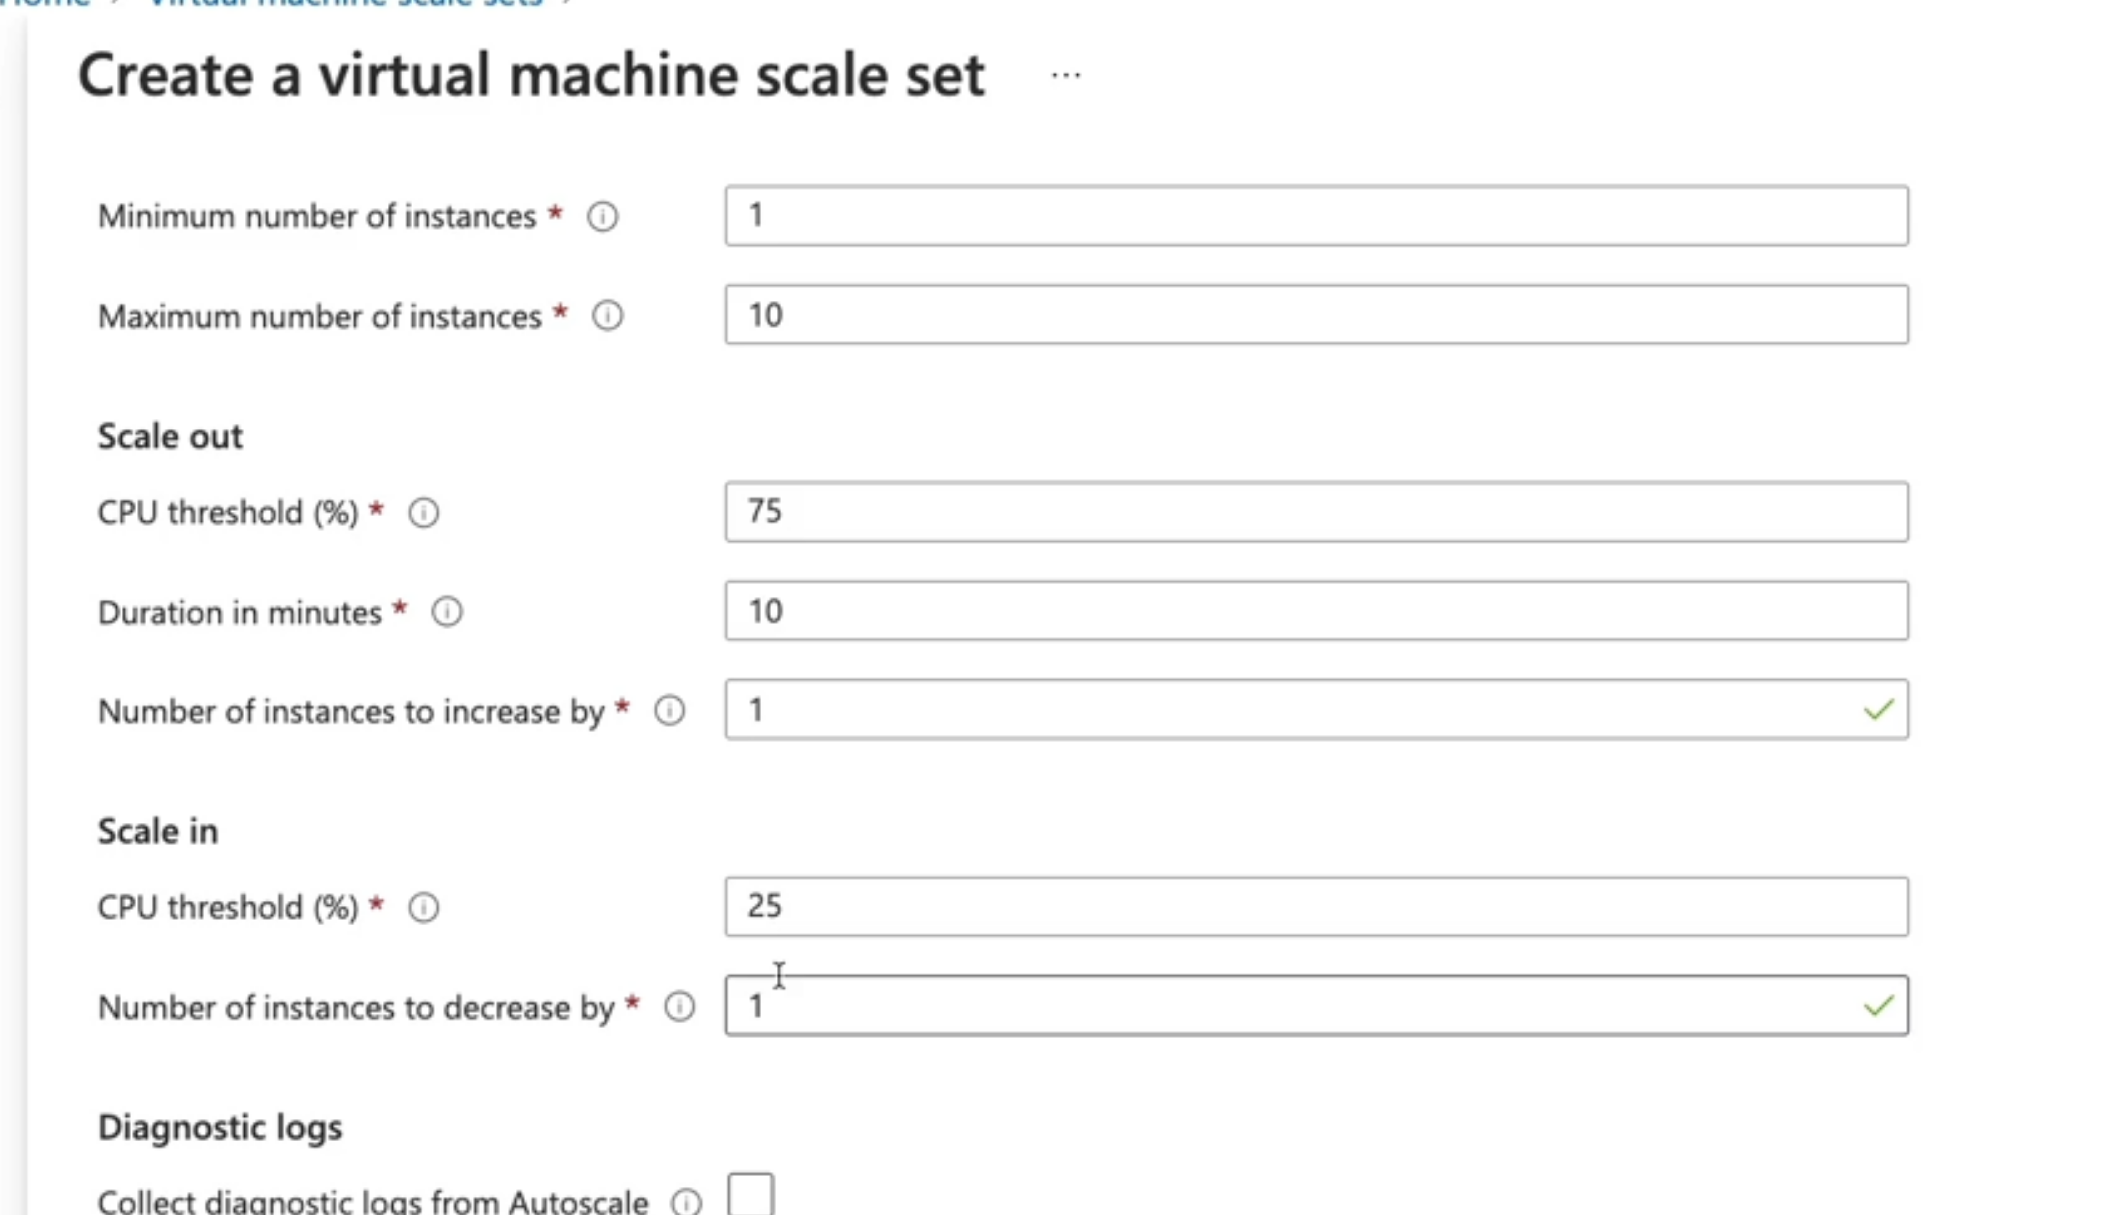 Home > Virtual machine scale sets >
Create a virtual machine scale set ...
Minimum number of instances * 1
Maximum number of instances * 10
Scale out
CPU threshold (%) * 75
Duration in minutes * 10
Number of instances to increase by * 1
Scale in
CPU threshold (%) * 25
Number of instances to decrease by * 1
Diagnostic logs
Collect diagnostic logs from Autoscale